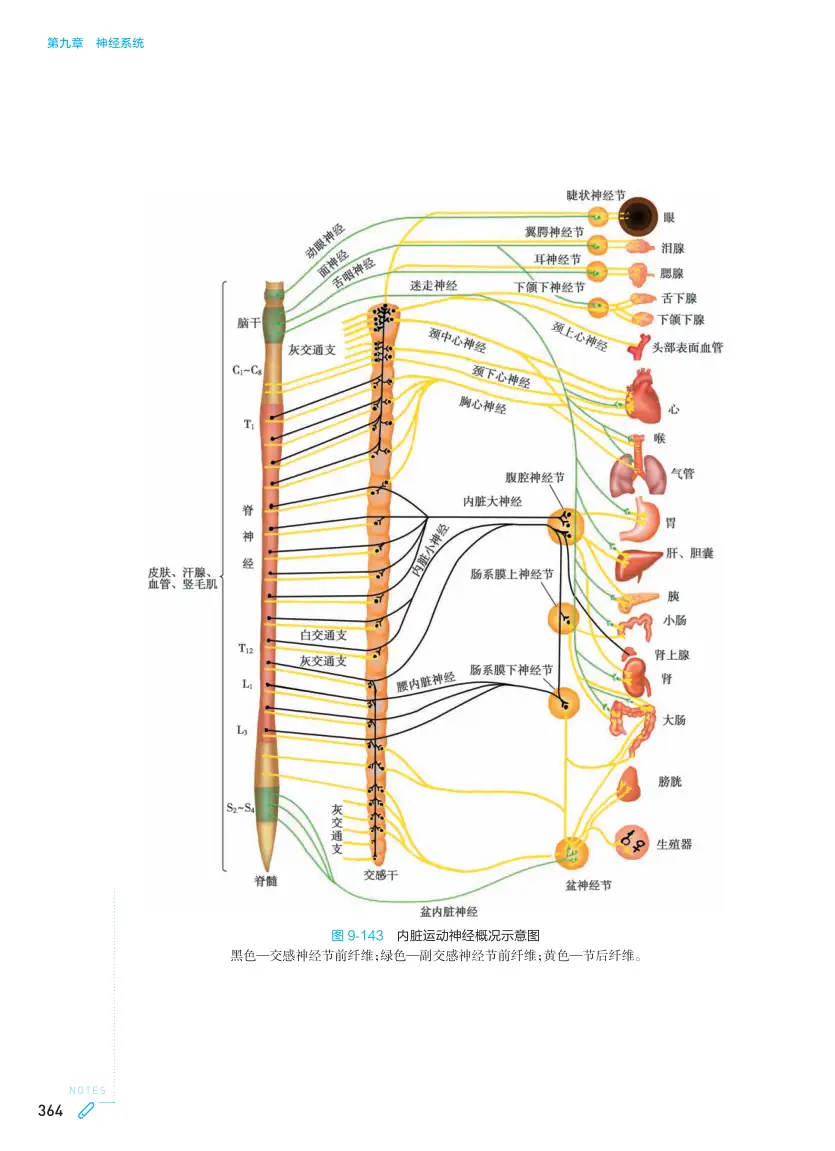 第九章 神经系统
睫状神经节
眼
动眼神经
翼腭神经节
泪腺
面神经
耳神经节
腮腺
舌咽神经
迷走神经
下颌下神经节
舌下腺
下颌下腺
脑干
灰交通支
颈中心神经
颈上心神经
头部表面血管
C₁~C₈
颈下心神经
胸心神经
心
T₁
喉
气管
腹腔神经节
内脏大神经
脊
神
经
胃
内脏小神经
肝、胆囊
皮肤、汗腺、
血管、竖毛肌
肠系膜上神经节
胰
小肠
白交通支
T₁₂
灰交通支
肾上腺
肾
L₁
腰内脏神经
肠系膜下神经节
大肠
L₃
膀胱
S₂~S₄
灰
交
通
支
生殖器
脊髓
交感干
盆神经节
盆内脏神经
图 9-143 内脏运动神经概况示意图
黑色—交感神经节前纤维;绿色—副交感神经节前纤维;黄色—节后纤维。
NOTES
364